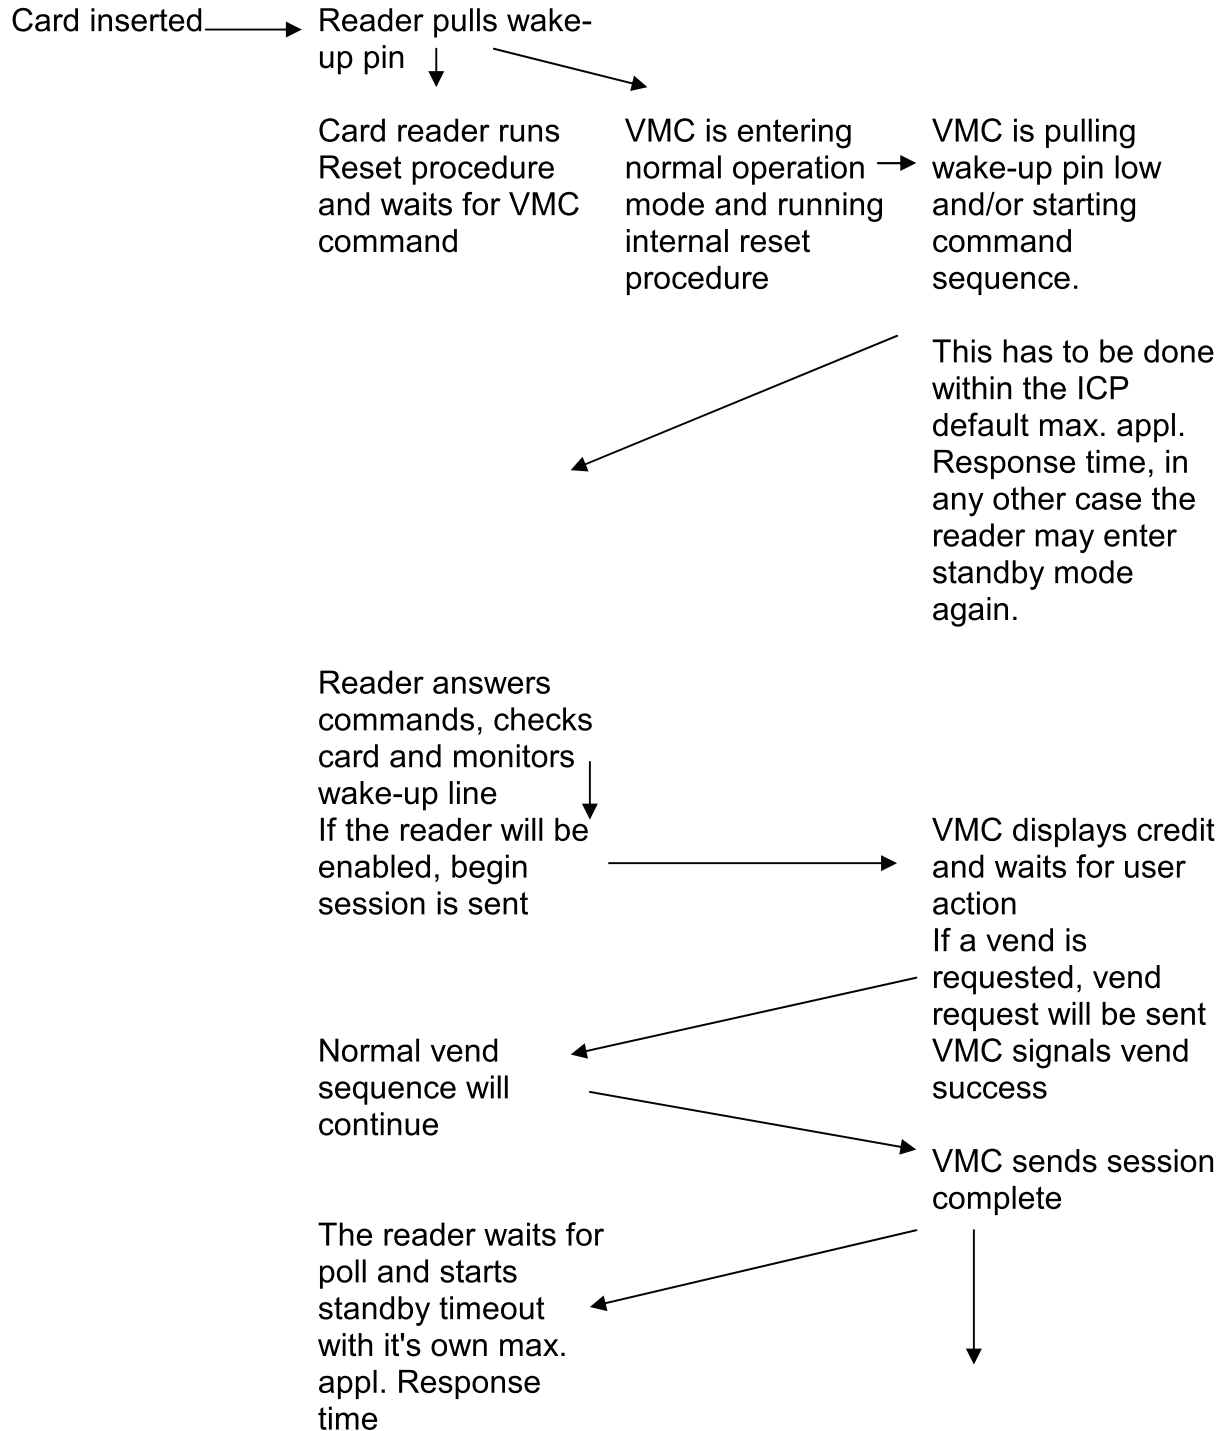 Card inserted
Reader pulls wake-
up pin
Card reader runs
Reset procedure
and waits for VMC
command
VMC is entering
normal operation
mode and running
internal reset
procedure
VMC is pulling
wake-up pin low
and/or starting
command
sequence.
This has to be done
within the ICP
default max. appl.
Response time, in
any other case the
reader may enter
standby mode
again.
Reader answers
commands, checks
card and monitors
wake-up line
If the reader will be
enabled, begin
session is sent
VMC displays credit
and waits for user
action
If a vend is
requested, vend
request will be sent
Normal vend
sequence will
continue
VMC signals vend
success
VMC sends session
complete
The reader waits for
poll and starts
standby timeout
with it's own max.
appl. Response
time